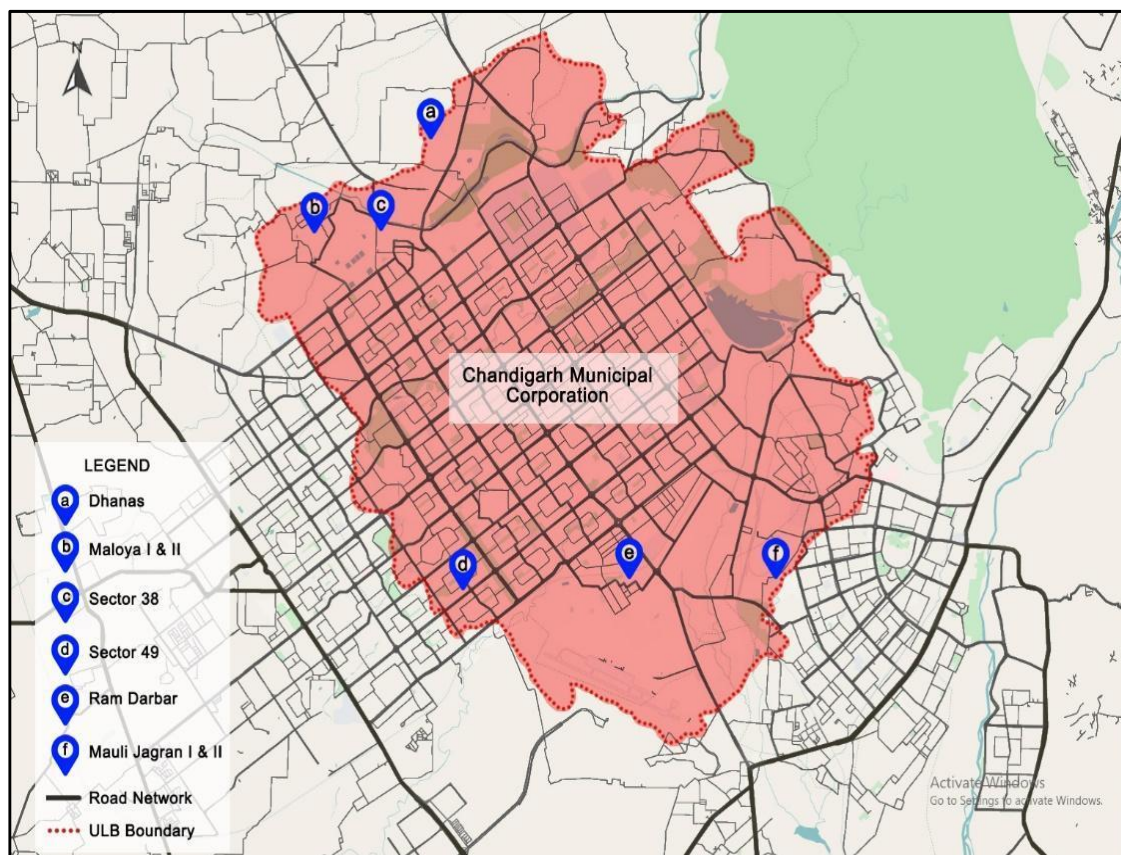 N
a
b
c
Chandigarh Municipal
Corporation
d
e
f
LEGEND
a Dhanas
b Maloya I & II
c Sector 38
d Sector 49
e Ram Darbar
f Mauli Jagran I & II
Road Network
ULB Boundary
Activate Windows
Go to Settings to activate Windows.